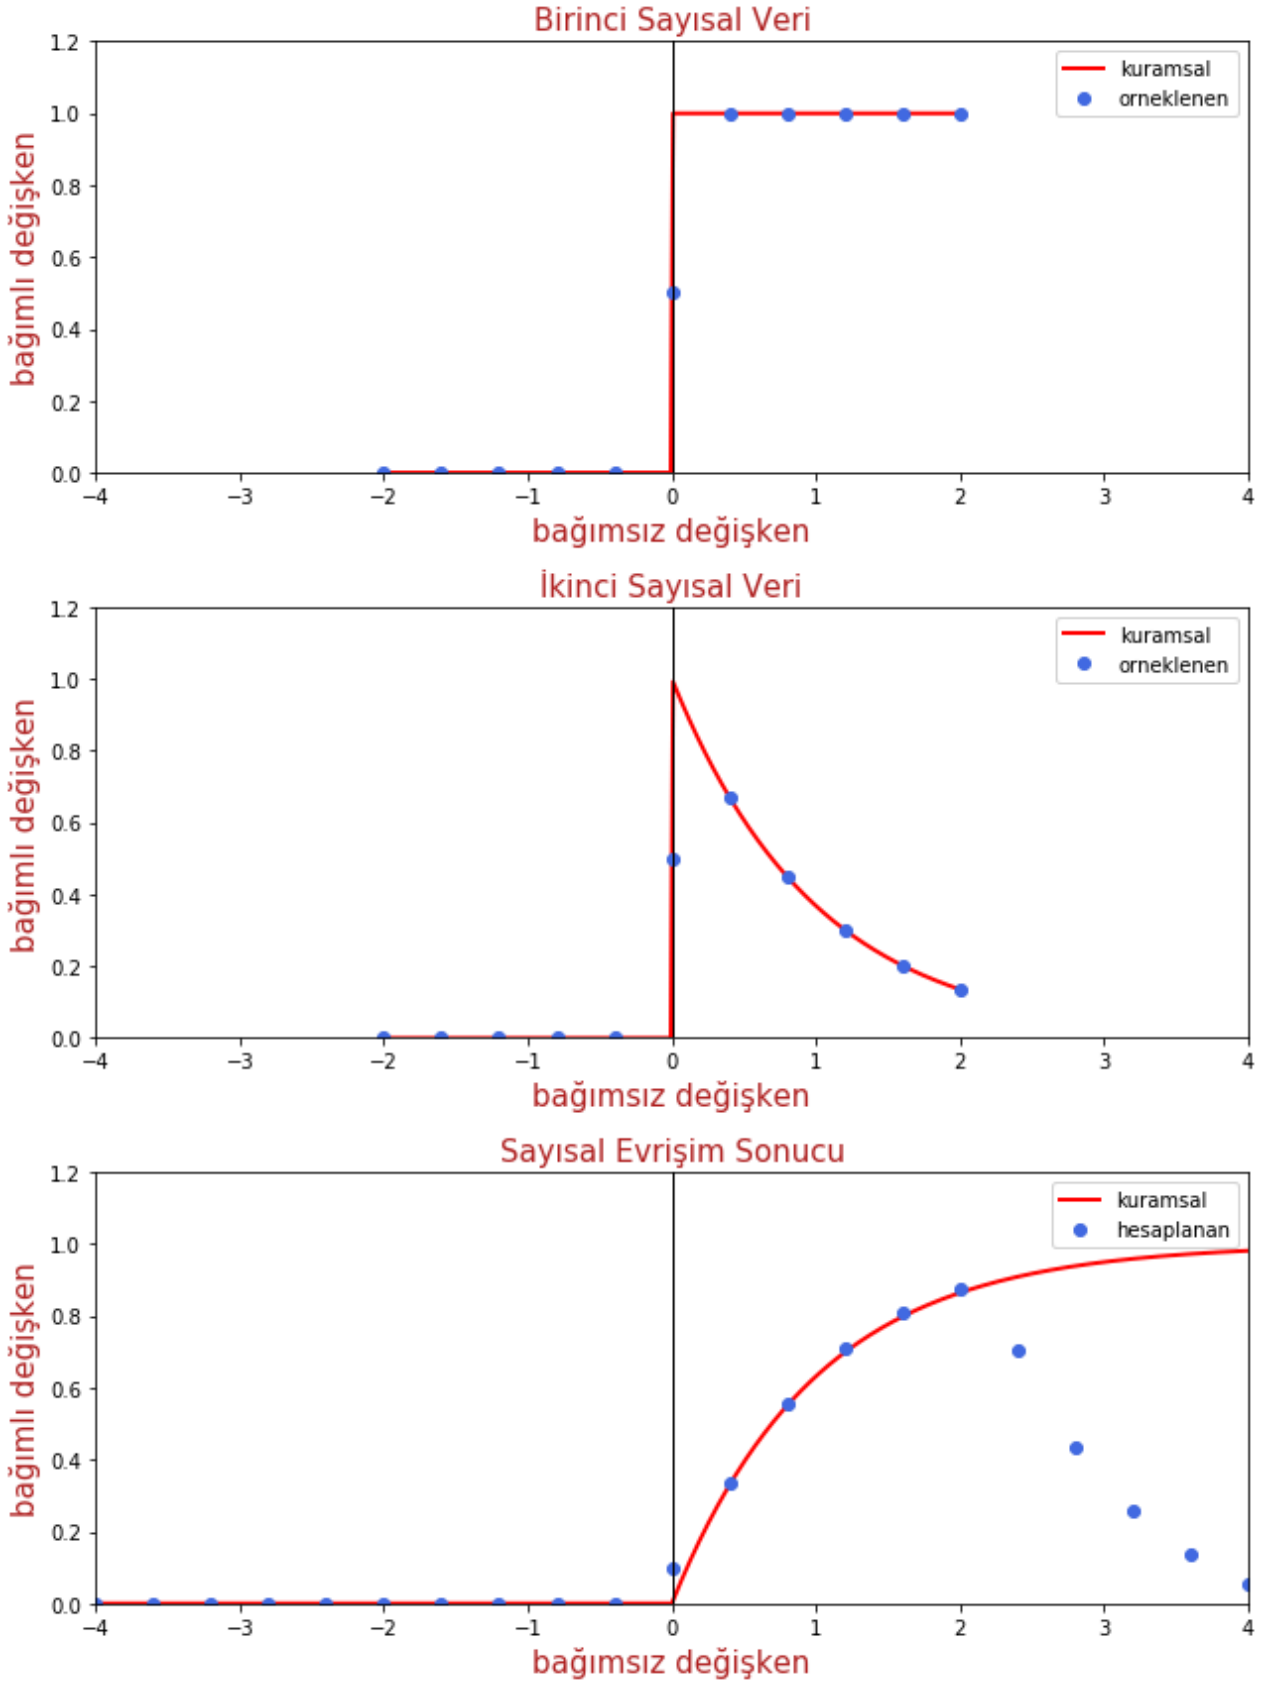 Birinci Sayısal Veri
1.2
1.0
0.8
0.6
0.4
0.2
0.0
bağımlı değişken
kuramsal
orneklenen
−4 −3 −2 −1 0 1 2 3 4
bağımsız değişken
İkinci Sayısal Veri
1.2
1.0
0.8
0.6
0.4
0.2
0.0
bağımlı değişken
kuramsal
orneklenen
−4 −3 −2 −1 0 1 2 3 4
bağımsız değişken
Sayısal Evrişim Sonucu
1.2
1.0
0.8
0.6
0.4
0.2
0.0
bağımlı değişken
kuramsal
hesaplanan
−4 −3 −2 −1 0 1 2 3 4
bağımsız değişken